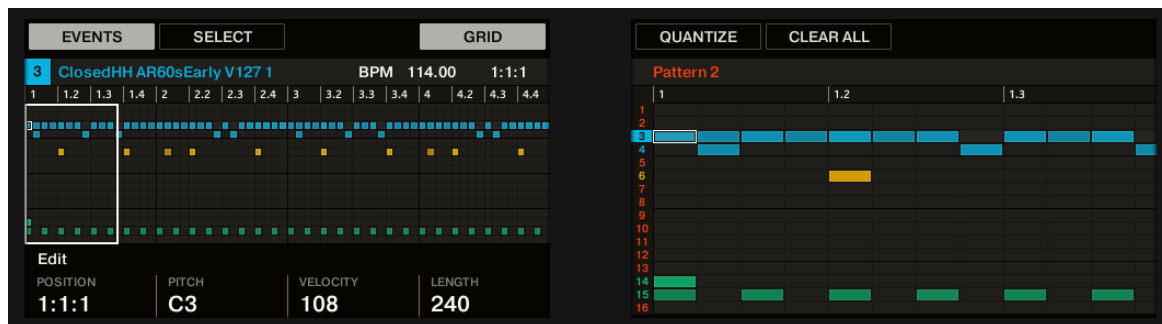 EVENTS SELECT GRID
3 ClosedHH AR60sEarly V127 1 BPM 114.00 1:1:1
1 1.2 1.3 1.4 2 2.2 2.3 2.4 3 3.2 3.3 3.4 4 4.2 4.3 4.4
Edit
POSITION PITCH VELOCITY LENGTH
1:1:1 C3 108 240
QUANTIZE CLEAR ALL
Pattern 2
1 1.2 1.3
1
2
3
4
5
6
7
8
9
10
11
12
13
14
15
16